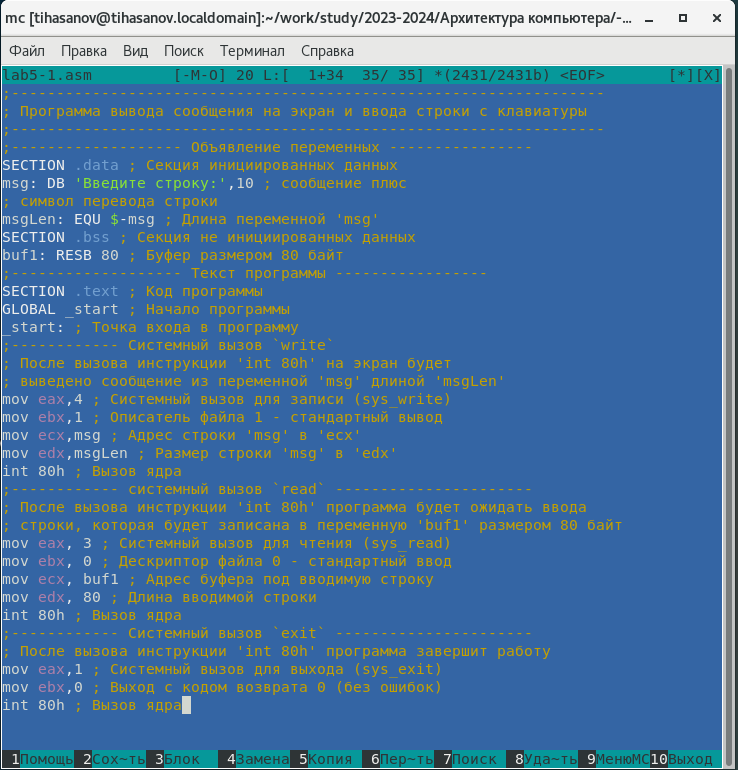 mc [tihasanov@tihasanov.localdomain]:~/work/study/2023-2024/Архитектура компьютера/-...
Файл Правка Вид Поиск Терминал Справка
lab5-1.asm [-M-O] 20 L:[ 1+34 35/ 35] *(2431/2431b) <EOF> [*][X]
;------------------------------------------------------------------
; Программа вывода сообщения на экран и ввода строки с клавиатуры
;------------------------------------------------------------------
;------------------- Объявление переменных ----------------
SECTION .data ; Секция инициированных данных
msg: DB 'Введите строку:',10 ; сообщение плюс
; символ перевода строки
msgLen: EQU $-msg ; Длина переменной 'msg'
SECTION .bss ; Секция не инициированных данных
buf1: RESB 80 ; Буфер размером 80 байт
;------------------- Текст программы -----------------
SECTION .text ; Код программы
GLOBAL _start ; Начало программы
_start: ; Точка входа в программу
;------------ Cистемный вызов `write`
; После вызова инструкции 'int 80h' на экран будет
; выведено сообщение из переменной 'msg' длиной 'msgLen'
mov eax,4 ; Системный вызов для записи (sys_write)
mov ebx,1 ; Описатель файла 1 - стандартный вывод
mov ecx,msg ; Адрес строки 'msg' в 'ecx'
mov edx,msgLen ; Размер строки 'msg' в 'edx'
int 80h ; Вызов ядра
;------------ системный вызов `read` ----------------------
; После вызова инструкции 'int 80h' программа будет ожидать ввода
; строки, которая будет записана в переменную 'buf1' размером 80 байт
mov eax, 3 ; Системный вызов для чтения (sys_read)
mov ebx, 0 ; Дескриптор файла 0 - стандартный ввод
mov ecx, buf1 ; Адрес буфера под вводимую строку
mov edx, 80 ; Длина вводимой строки
int 80h ; Вызов ядра
;------------ Системный вызов `exit` ----------------------
; После вызова инструкции 'int 80h' программа завершит работу
mov eax,1 ; Системный вызов для выхода (sys_exit)
mov ebx,0 ; Выход с кодом возврата 0 (без ошибок)
int 80h ; Вызов ядра
1Помощь 2Сох~ть 3Блок 4Замена 5Копия 6Пер~ть 7Поиск 8Уда~ть 9МенюMC 10Выход